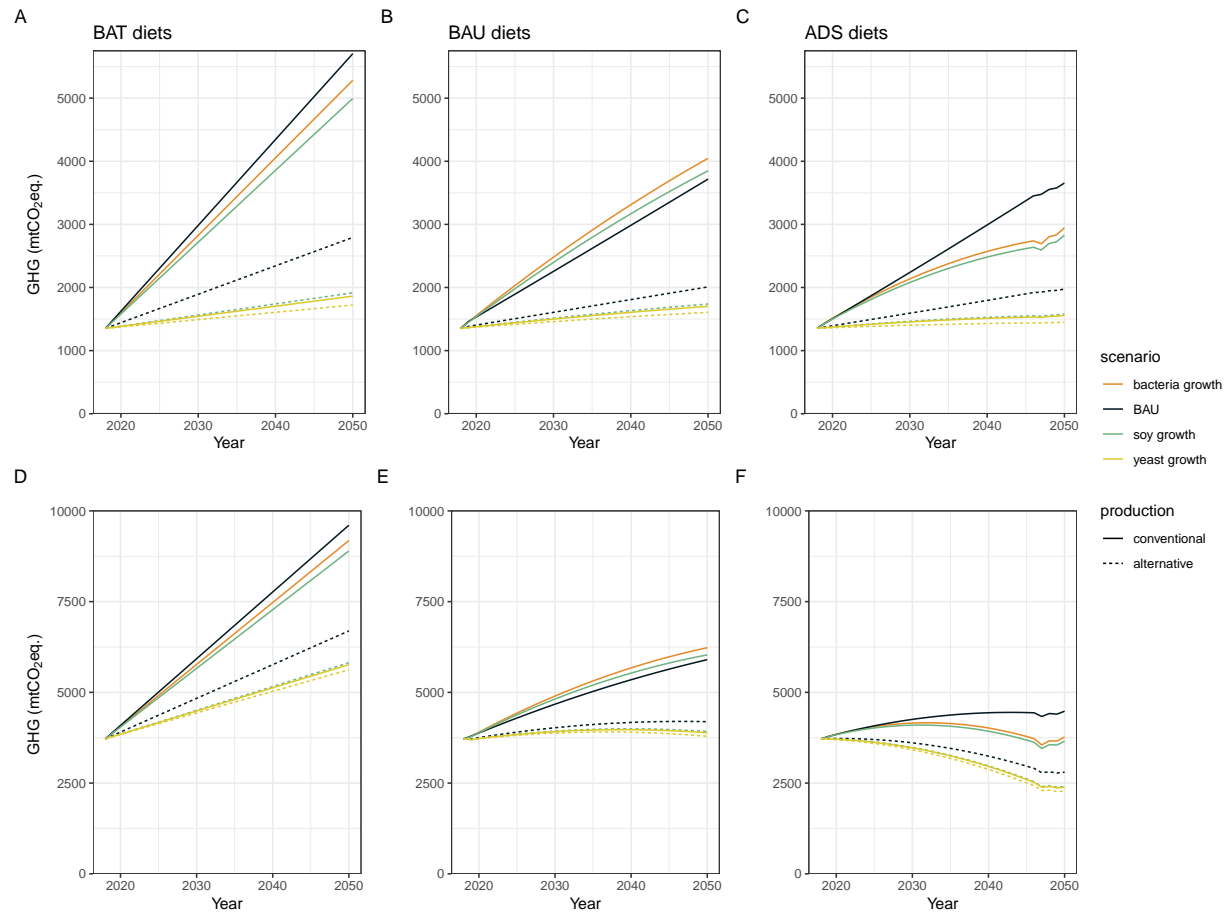 A
BAT diets
B
BAU diets
C
ADS diets
GHG (mtCO₂eq.)
5000
4000
3000
2000
1000
0
2020 2030 2040 2050
Year
5000
4000
3000
2000
1000
0
2020 2030 2040 2050
Year
5000
4000
3000
2000
1000
0
2020 2030 2040 2050
Year
scenario
bacteria growth
BAU
soy growth
yeast growth
production
conventional
alternative
D
E
F
GHG (mtCO₂eq.)
10000
7500
5000
2500
0
2020 2030 2040 2050
Year
10000
7500
5000
2500
0
2020 2030 2040 2050
Year
10000
7500
5000
2500
0
2020 2030 2040 2050
Year